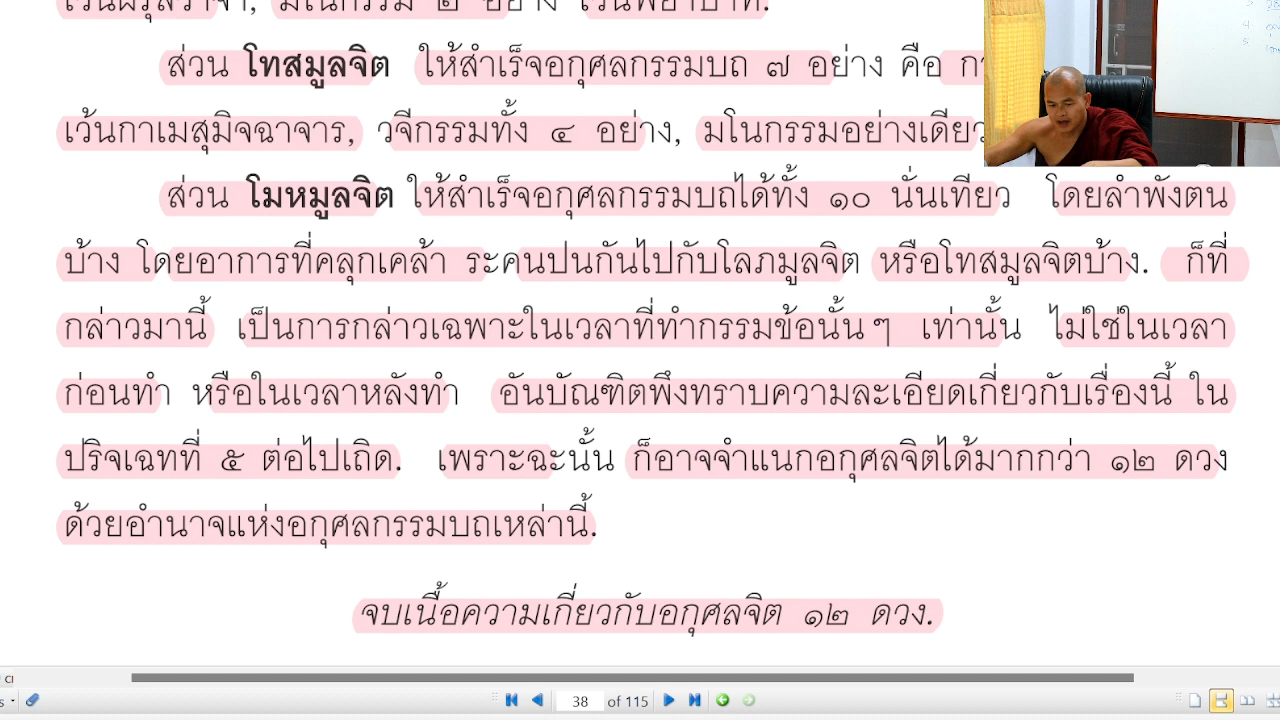 เว้นผรุสวาจา, มโนกรรม ๒ อย่าง เว้นพยาบาท.
ส่วน โทสมูลจิต ให้สำเร็จอกุศลกรรมบถ ๗ อย่าง คือ
เว้นกาเมสุมิจฉาจาร, วจีกรรมทั้ง ๔ อย่าง, มโนกรรมอย่างเดียว
ส่วน โมหมูลจิต ให้สำเร็จอกุศลกรรมบถได้ทั้ง ๑๐ นั่นเทียว โดยลำพังตน
บ้าง โดยอาการที่คลุกเคล้า ระคนปนกันไปกับโลภมูลจิต หรือโทสมูลจิตบ้าง. ก็ที่
กล่าวมานี้ เป็นการกล่าวเฉพาะในเวลาที่ทำกรรมข้อนั้นๆ เท่านั้น ไม่ใช่ในเวลา
ก่อนทำ หรือในเวลาหลังทำ อันบัณฑิตพึงทราบความละเอียดเกี่ยวกับเรื่องนี้ ใน
ปริจเฉทที่ ๕ ต่อไปเถิด. เพราะฉะนั้น ก็อาจจำแนกอกุศลจิตได้มากกว่า ๑๒ ดวง
ด้วยอำนาจแห่งอกุศลกรรมบถเหล่านี้.
จบเนื้อความเกี่ยวกับอกุศลจิต ๑๒ ดวง.
38 of 115